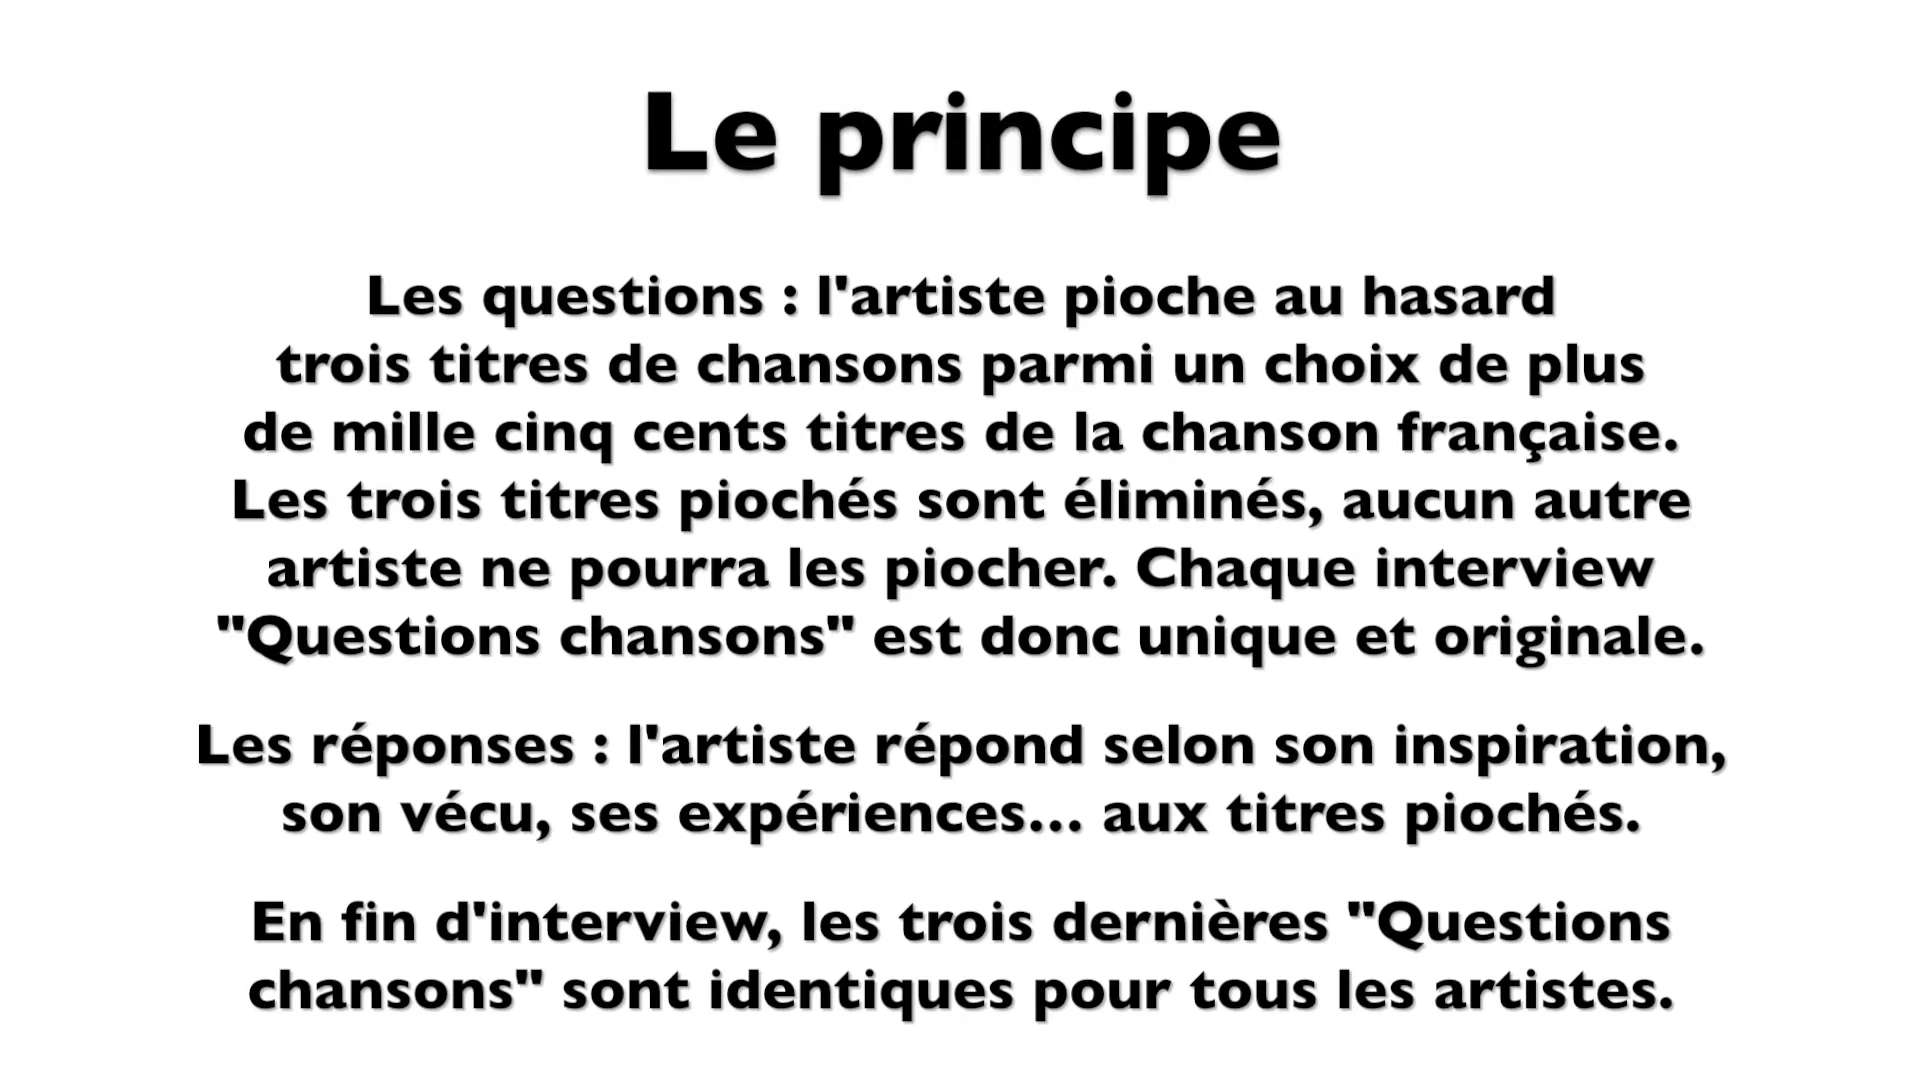 Le principe
Les questions : l'artiste pioche au hasard
trois titres de chansons parmi un choix de plus
de mille cinq cents titres de la chanson française.
Les trois titres piochés sont éliminés, aucun autre
artiste ne pourra les piocher. Chaque interview
"Questions chansons" est donc unique et originale.
Les réponses : l'artiste répond selon son inspiration,
son vécu, ses expériences… aux titres piochés.
En fin d'interview, les trois dernières "Questions
chansons" sont identiques pour tous les artistes.